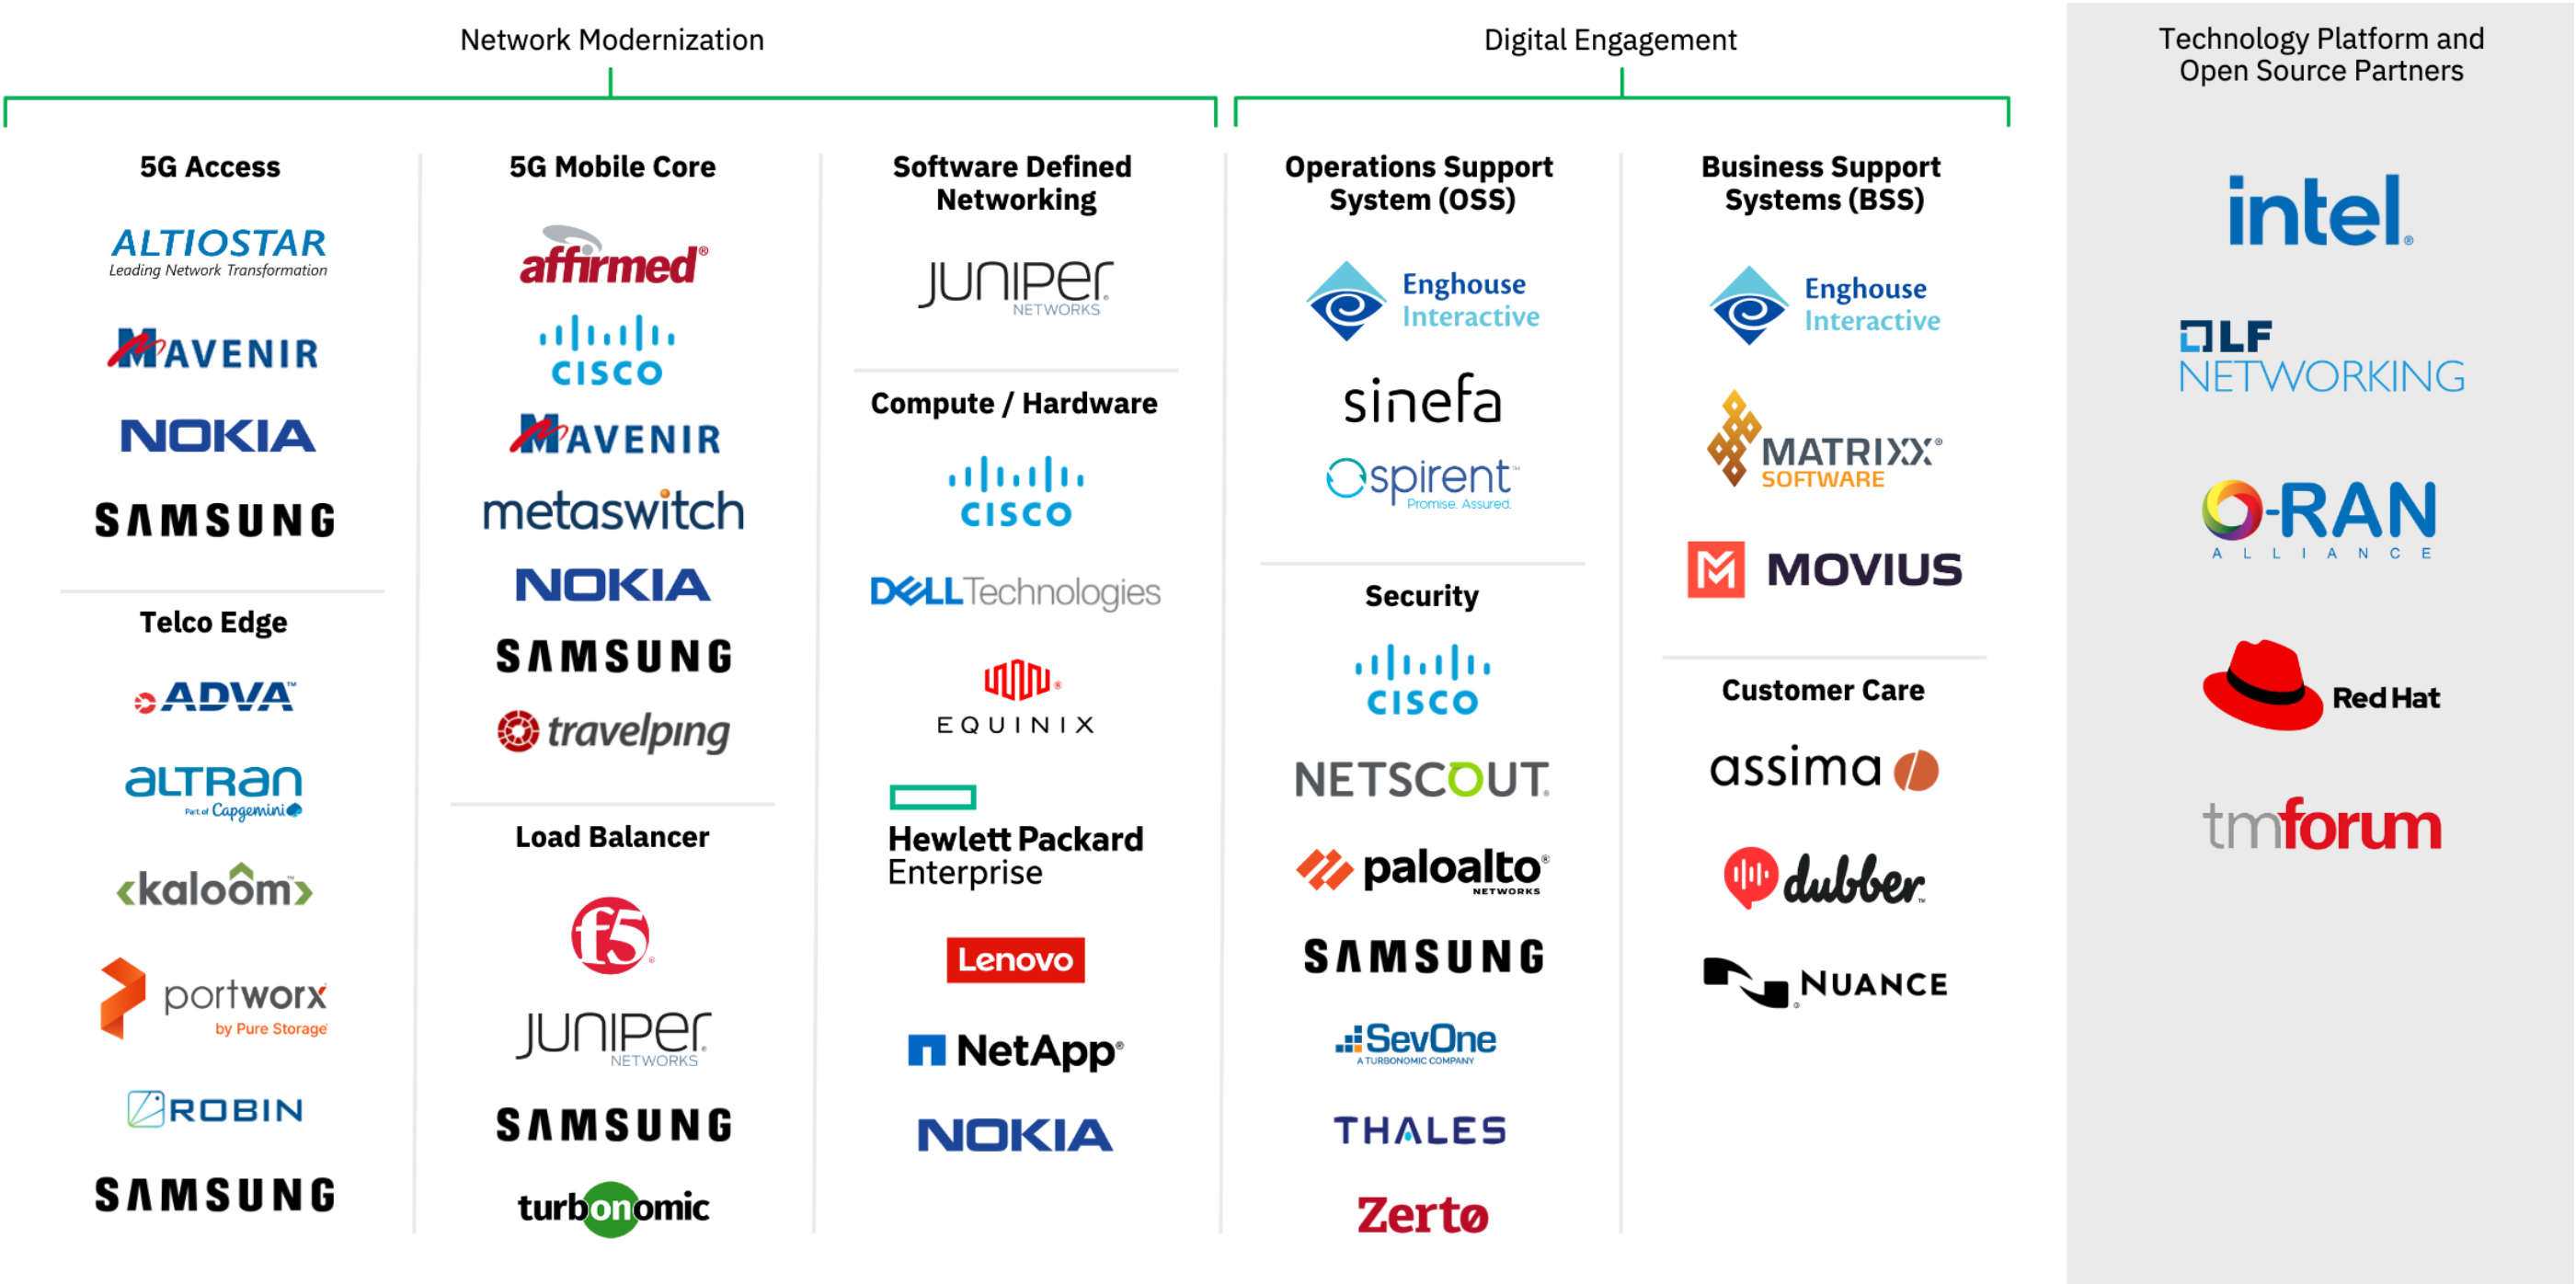 Network Modernization
5G Access
ALTIOSTAR
Leading Network Transformation
MAVENIR
NOKIA
SAMSUNG
Telco Edge
ADVA™
altran
Part of Capgemini
kaloom™
portworx
by Pure Storage
ROBIN
SAMSUNG
5G Mobile Core
affirmed®
CISCO
MAVENIR
metaswitch
NOKIA
SAMSUNG
travelping
Load Balancer
f5®
JUNIPer
NETWORKS
SAMSUNG
turbonomic
Software Defined
Networking
JUNIPer
NETWORKS
Compute / Hardware
CISCO
DELL Technologies
EQUINIX®
Hewlett Packard
Enterprise
Lenovo
NetApp®
NOKIA
Digital Engagement
Operations Support
System (OSS)
Enghouse
Interactive
sinefa
spirent™
Promise. Assured.
Security
CISCO
NETSCOUT®
paloalto®
NETWORKS
SAMSUNG
SevOne
A TURBONOMIC COMPANY
THALES
Zerto
Business Support
Systems (BSS)
Enghouse
Interactive
MATRIXX®
SOFTWARE
M MOVIUS
Customer Care
assima
dubber™
NUANCE®
Technology Platform and
Open Source Partners
intel®
LF
NETWORKING
O-RAN
ALLIANCE
Red Hat
tmforum